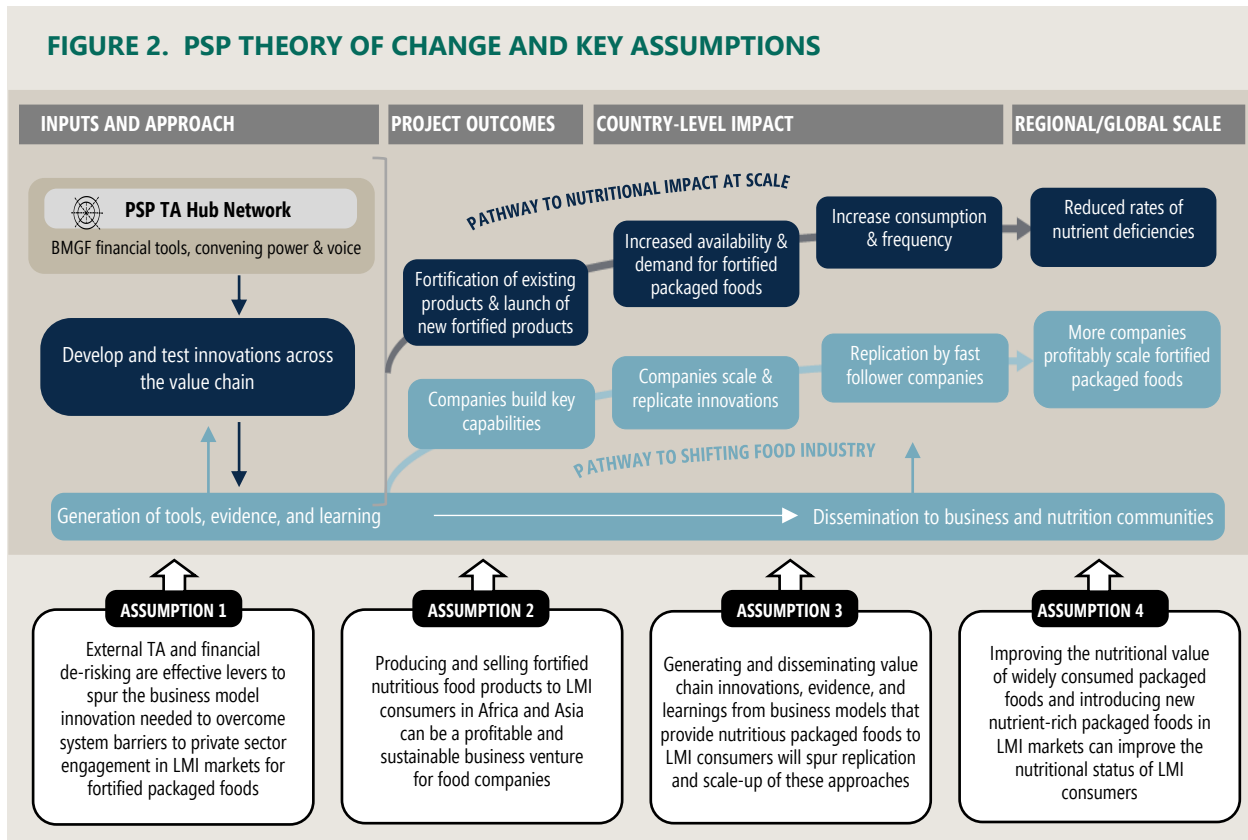 FIGURE 2. PSP THEORY OF CHANGE AND KEY ASSUMPTIONS
INPUTS AND APPROACH
PROJECT OUTCOMES
COUNTRY-LEVEL IMPACT
REGIONAL/GLOBAL SCALE
PSP TA Hub Network
BMGF financial tools, convening power & voice
Develop and test innovations across
the value chain
PATHWAY TO NUTRITIONAL IMPACT AT SCALE
Fortification of existing
products & launch of
new fortified products
Increased availability &
demand for fortified
packaged foods
Increase consumption
& frequency
Reduced rates of
nutrient deficiencies
Companies build key
capabilities
Companies scale &
replicate innovations
Replication by fast
follower companies
More companies
profitably scale fortified
packaged foods
PATHWAY TO SHIFTING FOOD INDUSTRY
Generation of tools, evidence, and learning
Dissemination to business and nutrition communities
ASSUMPTION 1
External TA and financial
de-risking are effective levers to
spur the business model
innovation needed to overcome
system barriers to private sector
engagement in LMI markets for
fortified packaged foods
ASSUMPTION 2
Producing and selling fortified
nutritious food products to LMI
consumers in Africa and Asia
can be a profitable and
sustainable business venture
for food companies
ASSUMPTION 3
Generating and disseminating value
chain innovations, evidence, and
learnings from business models that
provide nutritious packaged foods to
LMI consumers will spur replication
and scale-up of these approaches
ASSUMPTION 4
Improving the nutritional value
of widely consumed packaged
foods and introducing new
nutrient-rich packaged foods in
LMI markets can improve the
nutritional status of LMI
consumers